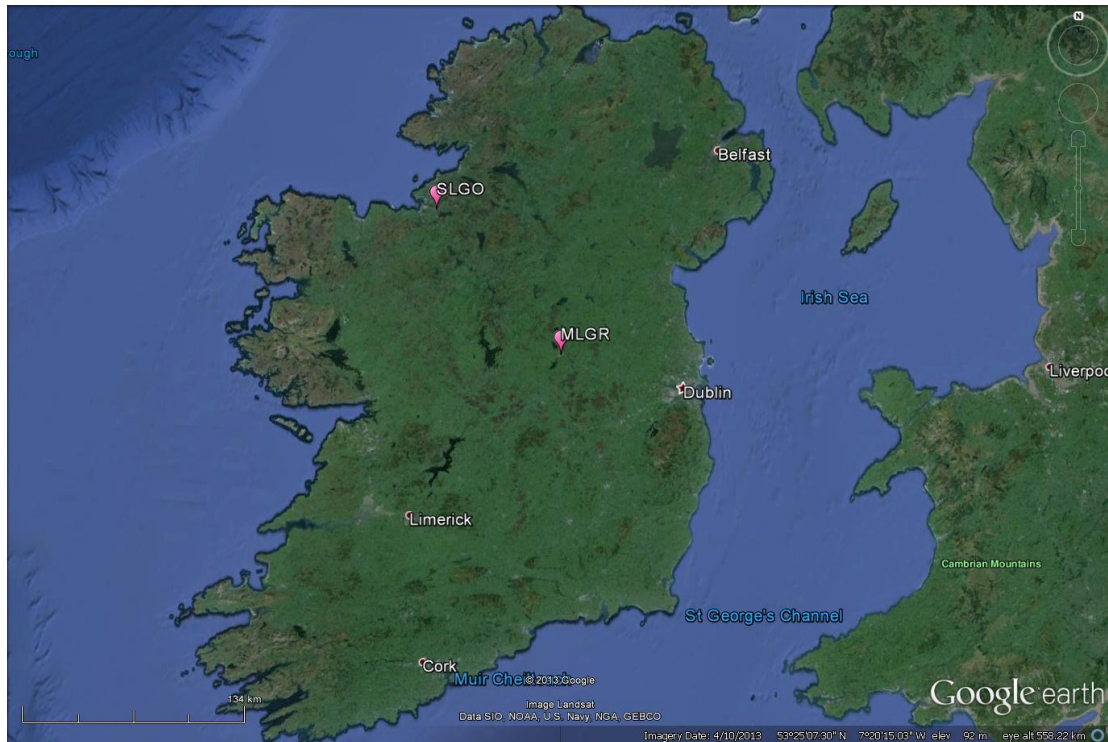 N
ough
Belfast
SLGO
Irish Sea
MLGR
Liverpoo
Dublin
Limerick
Cambrian Mountains
St George's Channel
Cork
Muir Chei
© 2013 Google
134 km
Image Landsat
Data SIO, NOAA, U.S. Navy, NGA, GEBCO
Google earth
Imagery Date: 4/10/2013 53°25'07.30" N 7°20'15.03" W elev 92 m eye alt 558.22 km